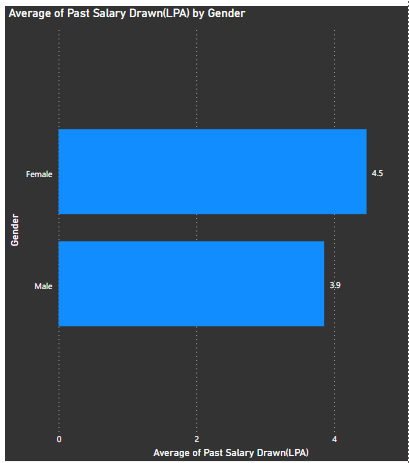 Average of Past Salary Drawn(LPA) by Gender
Female
4.5
Gender
Male
3.9
0 2 4
Average of Past Salary Drawn(LPA)